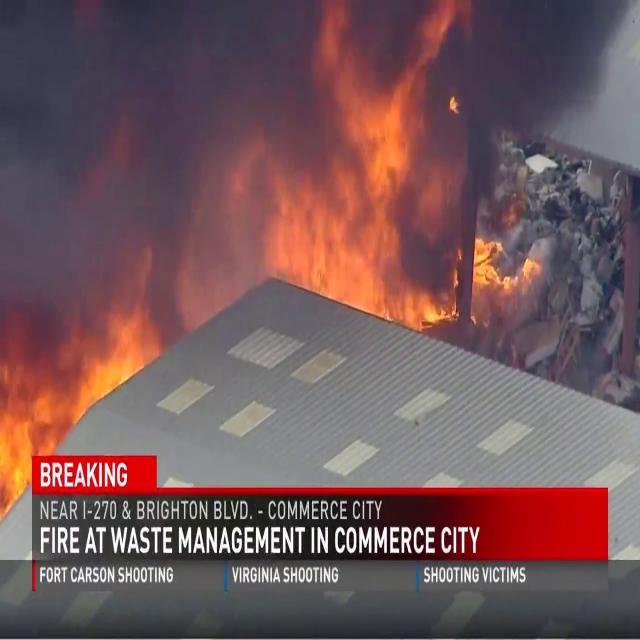 BREAKING
NEAR I-270 & BRIGHTON BLVD. - COMMERCE CITY
FIRE AT WASTE MANAGEMENT IN COMMERCE CITY
FORT CARSON SHOOTING VIRGINIA SHOOTING SHOOTING VICTIMS